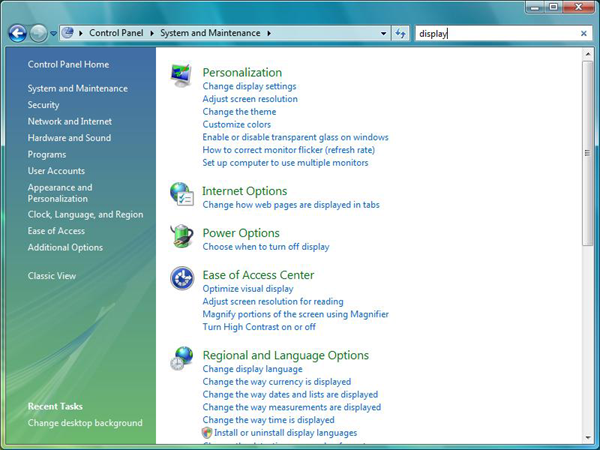 Control Panel ▸ System and Maintenance ▸
display
Control Panel Home
System and Maintenance
Security
Network and Internet
Hardware and Sound
Programs
User Accounts
Appearance and
Personalization
Clock, Language, and Region
Ease of Access
Additional Options
Classic View
Recent Tasks
Change desktop background
Personalization
Change display settings
Adjust screen resolution
Change the theme
Customize colors
Enable or disable transparent glass on windows
How to correct monitor flicker (refresh rate)
Set up computer to use multiple monitors
Internet Options
Change how web pages are displayed in tabs
Power Options
Choose when to turn off display
Ease of Access Center
Optimize visual display
Adjust screen resolution for reading
Magnify portions of the screen using Magnifier
Turn High Contrast on or off
Regional and Language Options
Change display language
Change the way currency is displayed
Change the way dates and lists are displayed
Change the way measurements are displayed
Change the way time is displayed
Install or uninstall display languages